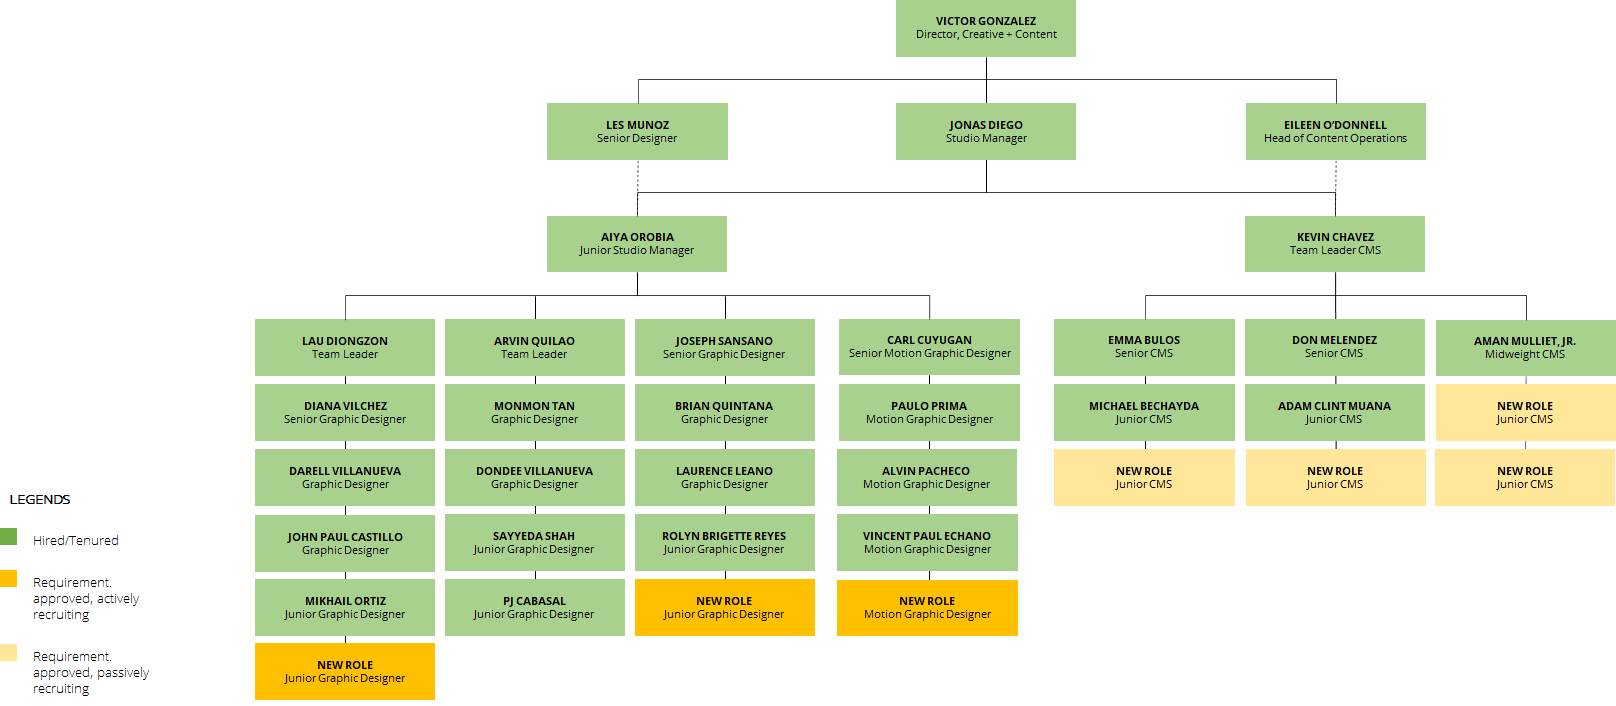 VICTOR GONZALEZ
Director, Creative + Content
LES MUNOZ
Senior Designer
JONAS DIEGO
Studio Manager
EILEEN O’DONNELL
Head of Content Operations
AIYA OROBIA
Junior Studio Manager
KEVIN CHAVEZ
Team Leader CMS
LAU DIONGZON
Team Leader
ARVIN QUILAO
Team Leader
JOSEPH SANSANO
Senior Graphic Designer
CARL CUYUGAN
Senior Motion Graphic Designer
EMMA BULOS
Senior CMS
DON MELENDEZ
Senior CMS
AMAN MULLIET, JR.
Midweight CMS
DIANA VILCHEZ
Senior Graphic Designer
MONMON TAN
Graphic Designer
BRIAN QUINTANA
Graphic Designer
PAULO PRIMA
Motion Graphic Designer
MICHAEL BECHAYDA
Junior CMS
ADAM CLINT MUANA
Junior CMS
NEW ROLE
Junior CMS
DARELL VILLANUEVA
Graphic Designer
DONDEE VILLANUEVA
Graphic Designer
LAURENCE LEANO
Graphic Designer
ALVIN PACHECO
Motion Graphic Designer
NEW ROLE
Junior CMS
NEW ROLE
Junior CMS
NEW ROLE
Junior CMS
JOHN PAUL CASTILLO
Graphic Designer
SAYYEDA SHAH
Junior Graphic Designer
ROLYN BRIGETTE REYES
Junior Graphic Designer
VINCENT PAUL ECHANO
Motion Graphic Designer
MIKHAIL ORTIZ
Junior Graphic Designer
PJ CABASAL
Junior Graphic Designer
NEW ROLE
Junior Graphic Designer
NEW ROLE
Motion Graphic Designer
NEW ROLE
Junior Graphic Designer
LEGENDS
Hired/Tenured
Requirement.
approved, actively
recruiting
Requirement.
approved, passively
recruiting